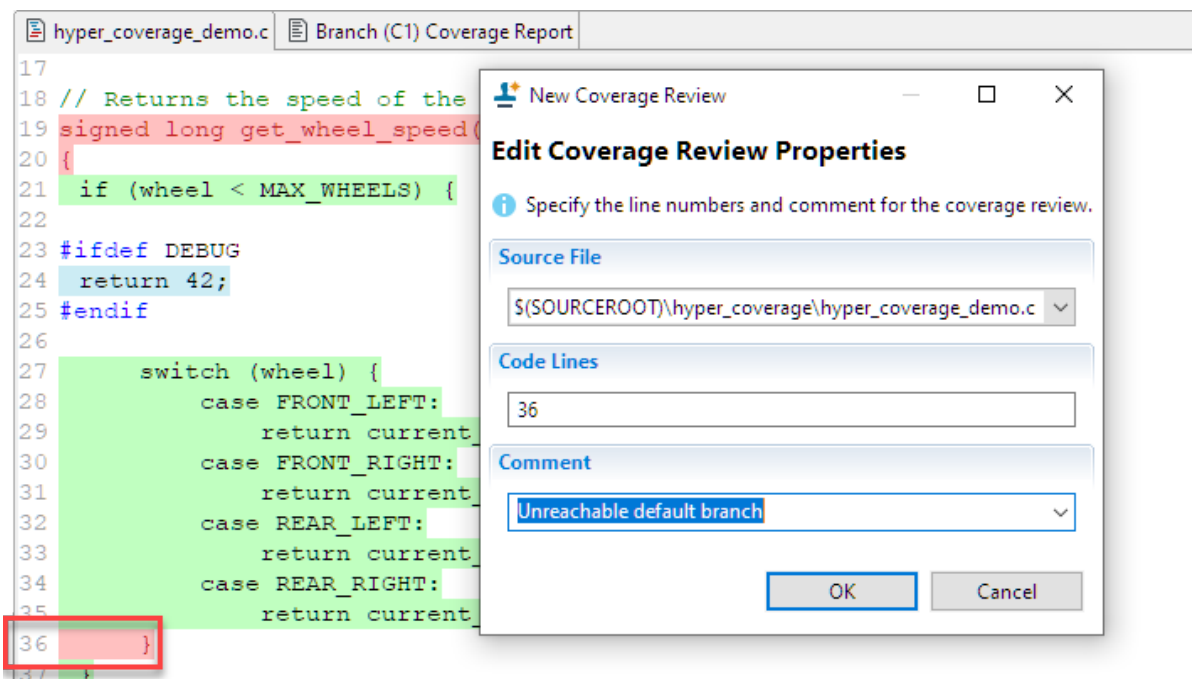 hyper_coverage_demo.c
Branch (C1) Coverage Report
17
18 // Returns the speed of the
19 signed long get_wheel_speed(
20 {
21 if (wheel < MAX_WHEELS) {
22
23 #ifdef DEBUG
24 return 42;
25 #endif
26
27 switch (wheel) {
28 case FRONT_LEFT:
29 return current_
30 case FRONT_RIGHT:
31 return current_
32 case REAR_LEFT:
33 return current_
34 case REAR_RIGHT:
35 return current_
36 }
37 }
New Coverage Review
Edit Coverage Review Properties
Specify the line numbers and comment for the coverage review.
Source File
$(SOURCEROOT)\hyper_coverage\hyper_coverage_demo.c
Code Lines
36
Comment
Unreachable default branch
OK
Cancel